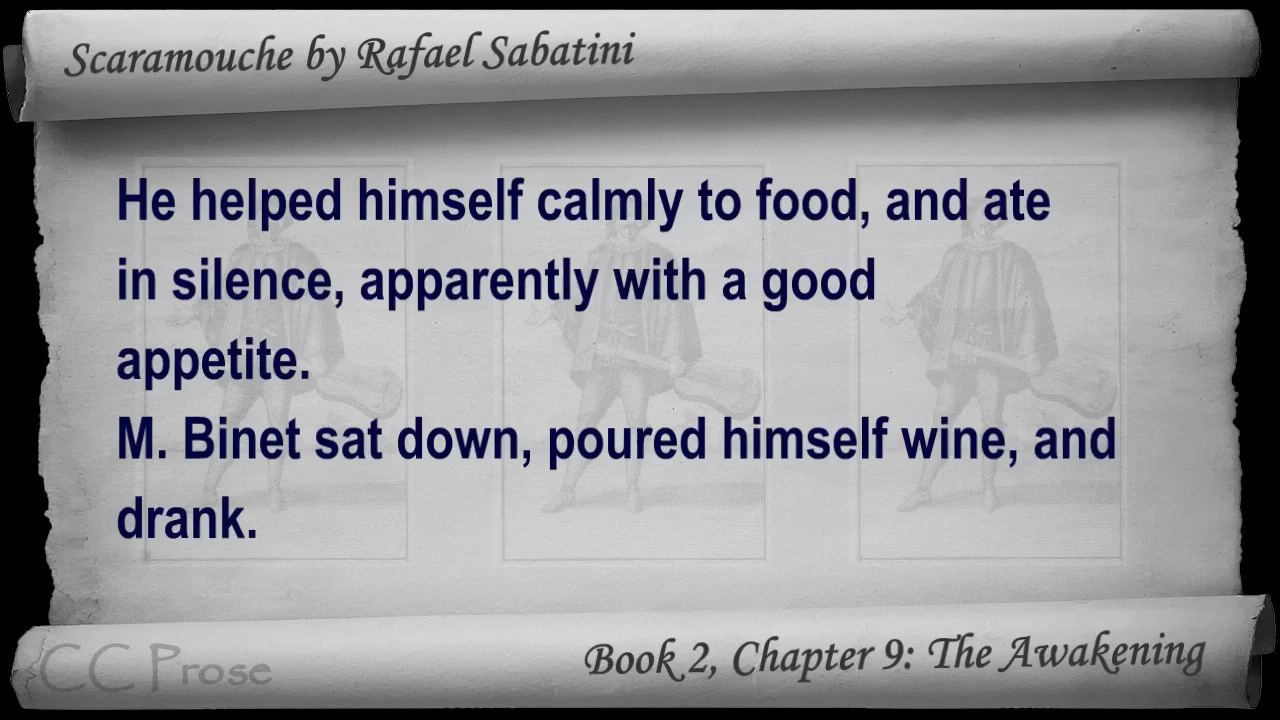 Scaramouche by Rafael Sabatini
He helped himself calmly to food, and ate
in silence, apparently with a good
appetite.
M. Binet sat down, poured himself wine, and
drank.
CC Prose
Book 2, Chapter 9: The Awakening